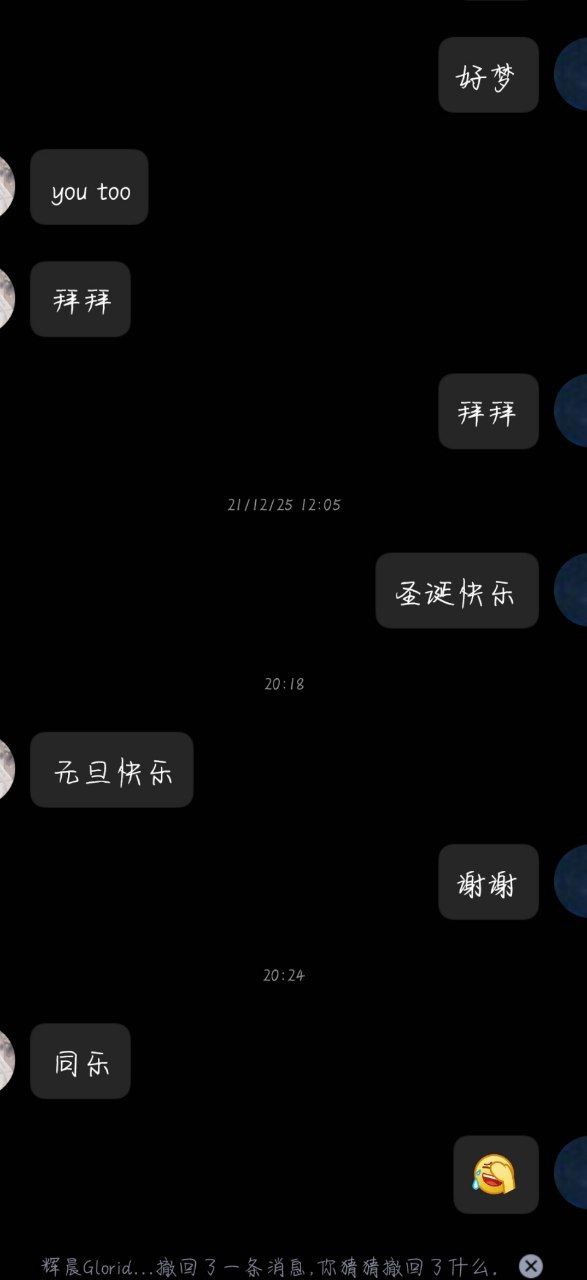 好梦
you too
拜拜
拜拜
21/12/25 12:05
圣诞快乐
20:18
元旦快乐
谢谢
20:24
同乐
辉晨Glorid...撤回了一条消息,你猜猜撤回了什么.